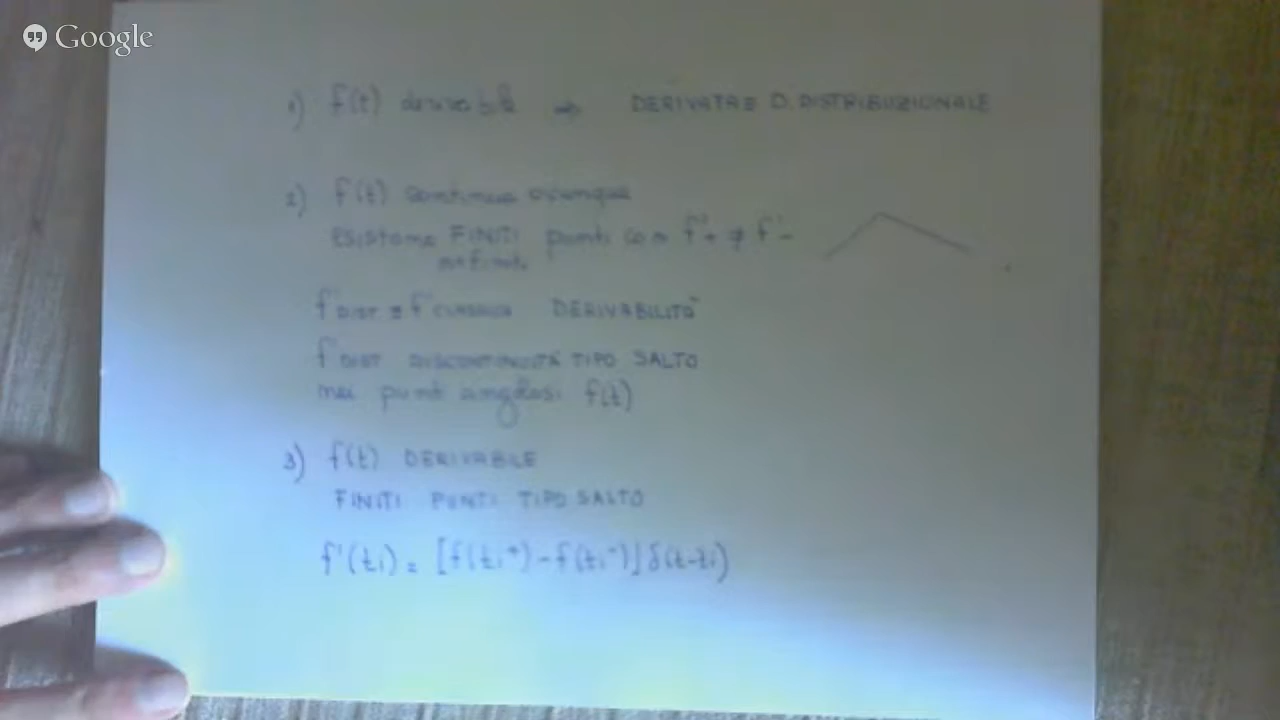 Google
1) f(t) derivabile ⇒ DERIVATA ≡ D. DISTRIBUZIONALE
2) f(t) continua ovunque
ESISTONO FINITI punti con f'+ ≠ f'-
f'DIST ≡ f'CLASSICA DERIVABILITÀ
f'DIST DISCONTINUITÀ TIPO SALTO
nei punti angolosi f(t)
3) f(t) DERIVABILE
FINITI PUNTI TIPO SALTO
f'(ti) = [f(ti+) - f(ti-)] δ(t-ti)